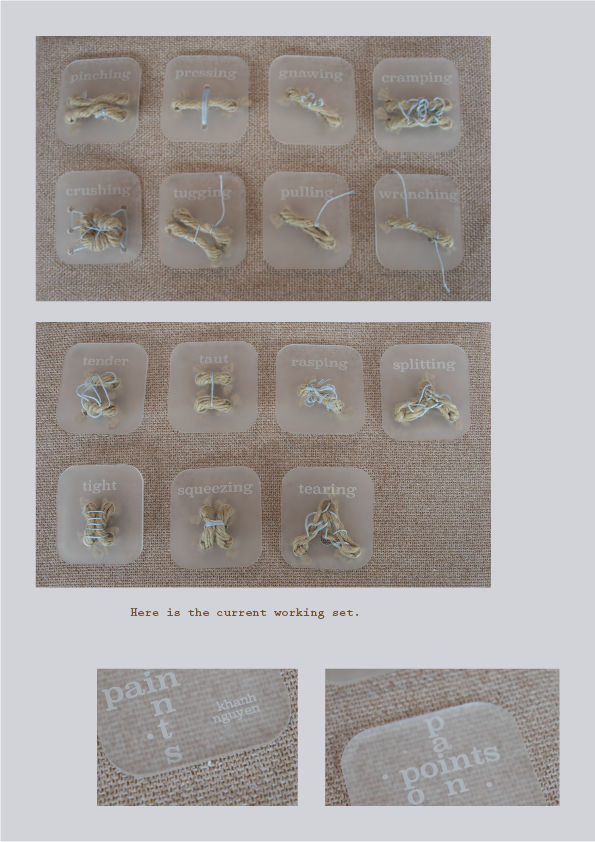 pinching pressing gnawing cramping
crushing tugging pulling wrenching
tender taut rasping splitting
tight squeezing tearing
Here is the current working set.
pain
n
t
s
khanh
nguyen
p
a
points
o n